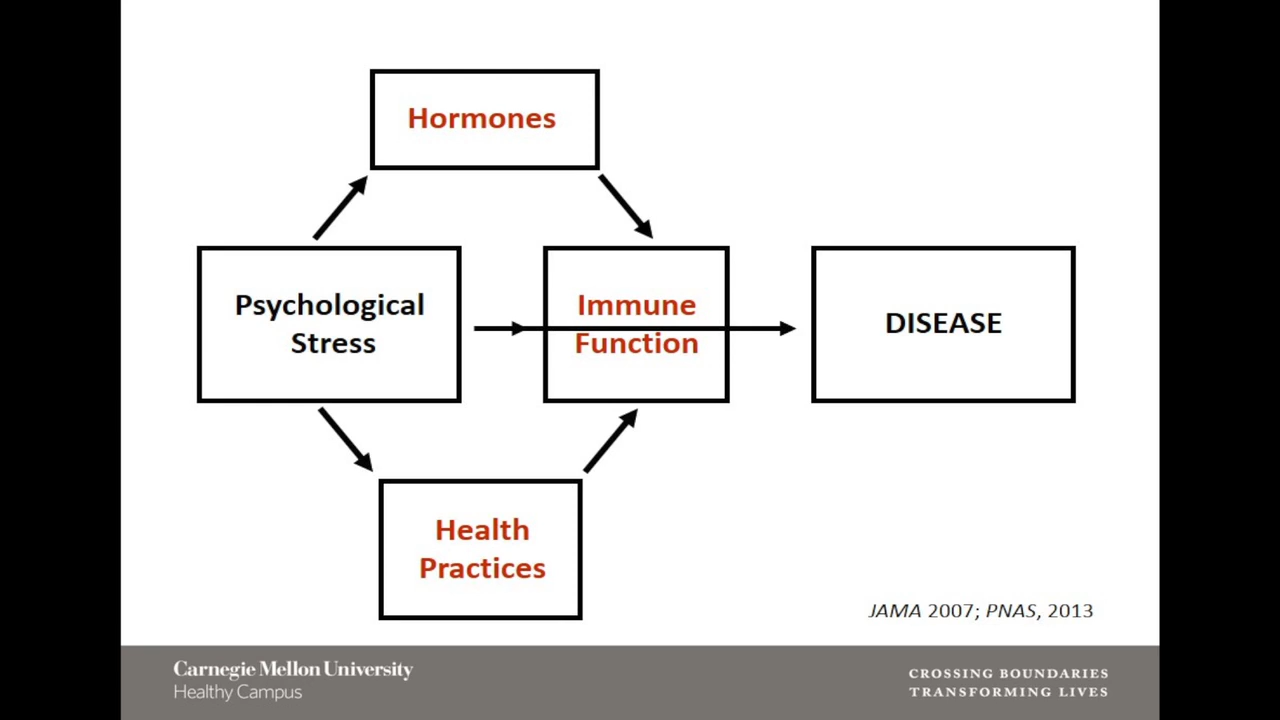 Hormones
Psychological
Stress
Immune
Function
DISEASE
Health
Practices
JAMA 2007; PNAS, 2013
Carnegie Mellon University
Healthy Campus
CROSSING BOUNDARIES
TRANSFORMING LIVES